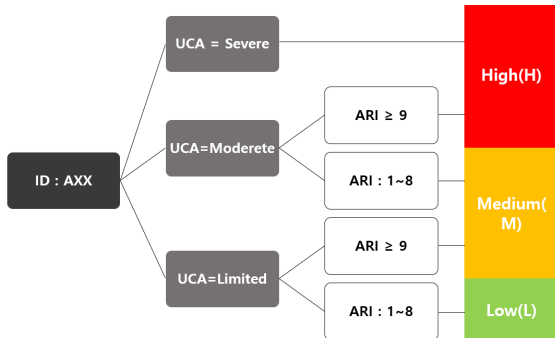 UCA = Severe
High(H)
ARI ≥ 9
UCA=Moderete
ID : AXX
ARI : 1~8
Medium(
M)
ARI ≥ 9
UCA=Limited
ARI : 1~8
Low(L)